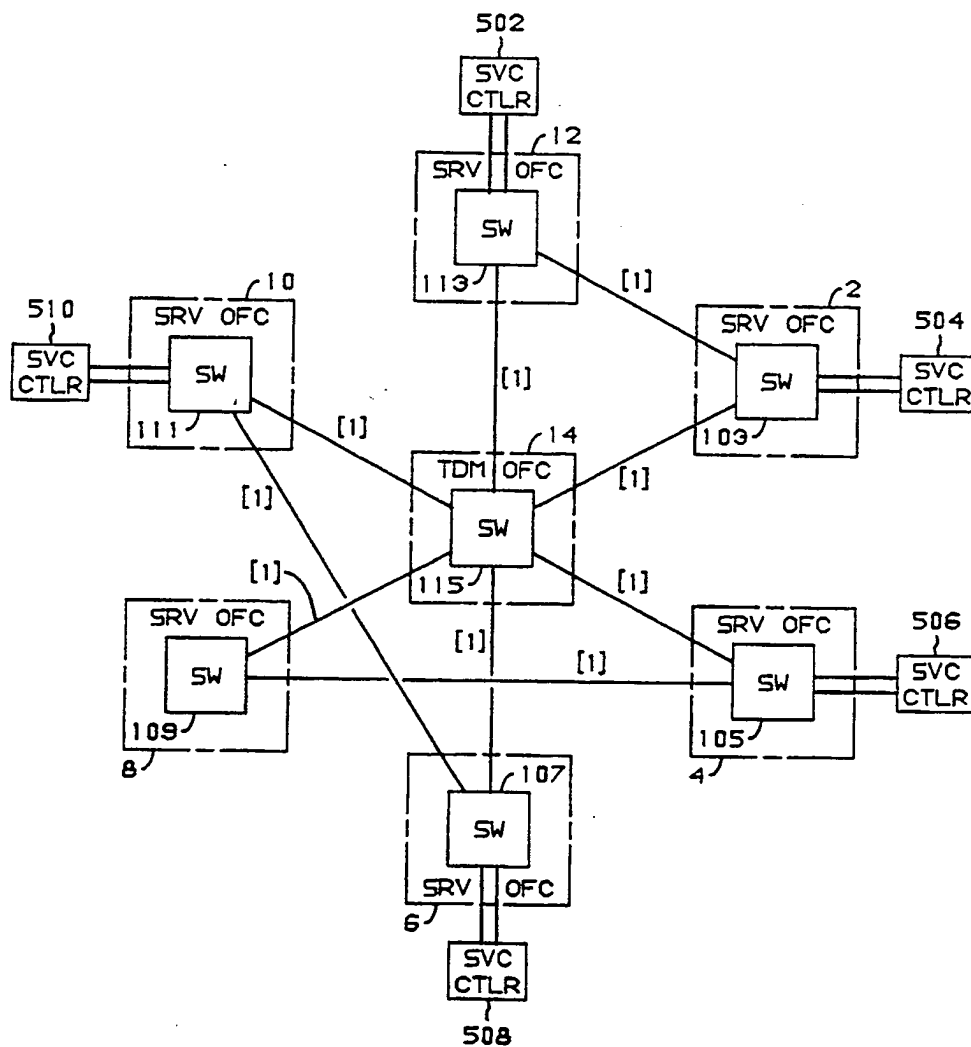 502
SVC
CTLR
12
SRV OFC
SW
113
[1]
10
SRV OFC
510
SVC
CTLR
SW
111
2
SRV OFC
504
SVC
CTLR
SW
103
[1]
[1]
14
TDM OFC
[1]
[1]
SW
115
[1]
[1]
[1]
8
SRV OFC
SW
109
[1]
SRV OFC
506
SVC
CTLR
SW
105
4
107
SW
SRV OFC
6
SVC
CTLR
508